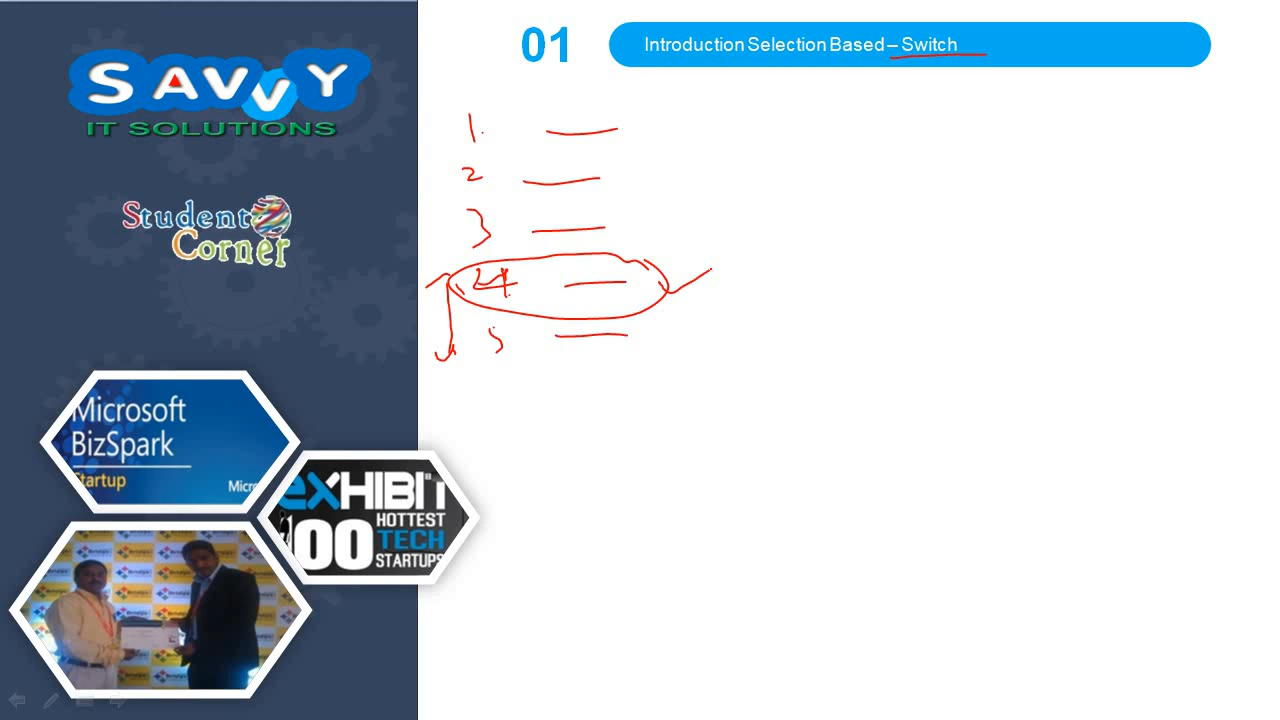 SAVVY
IT SOLUTIONS
Student
Corner
Microsoft
BizSpark
Startup
Micr
eXHIBIT
100
HOTTEST
TECH
STARTUPS
01
Introduction Selection Based – Switch
1.
2
3
4
5